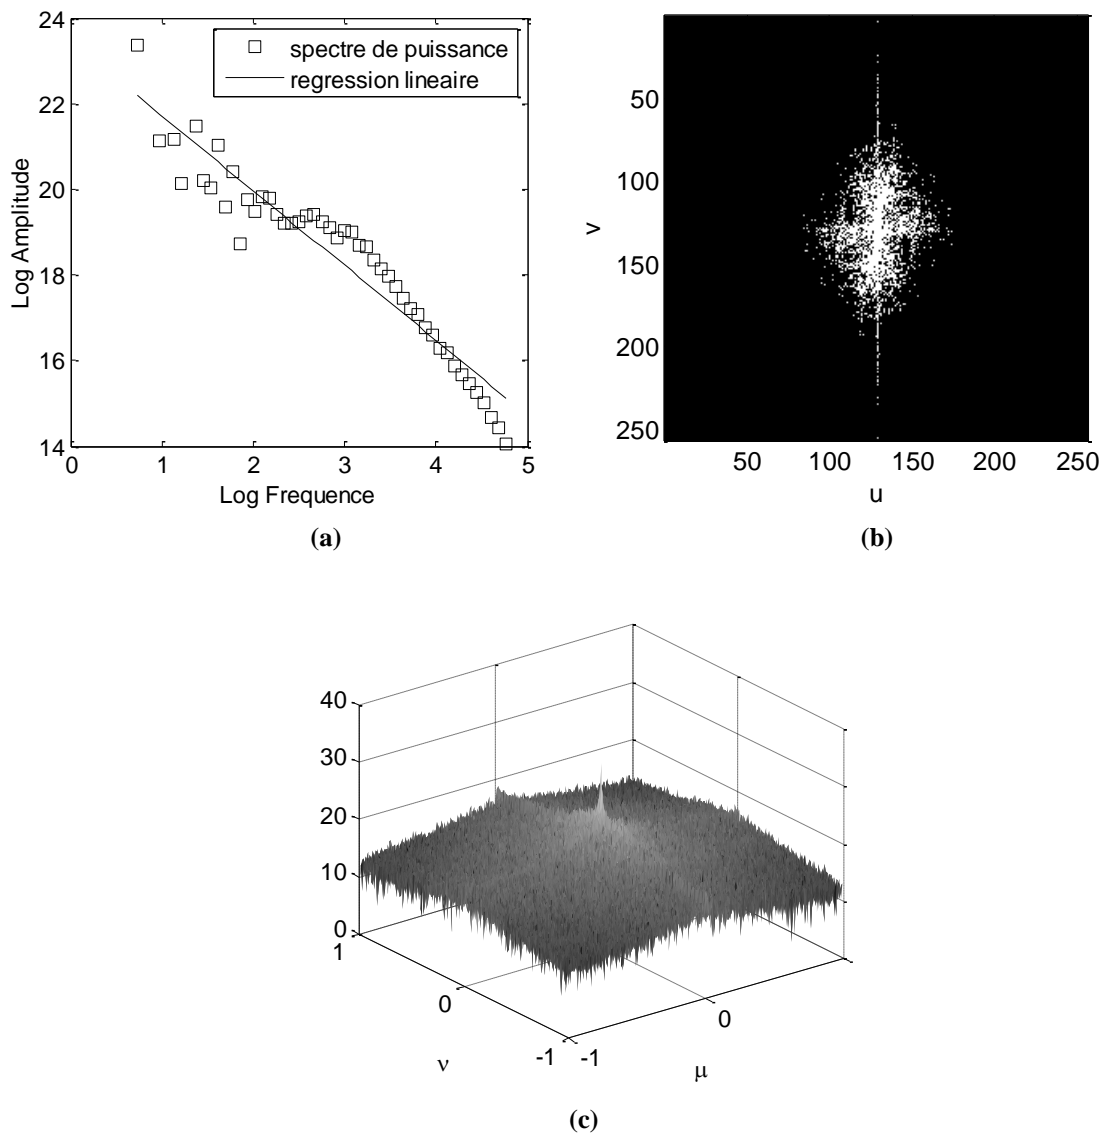 24
22
20
18
16
14
Log Amplitude
spectre de puissance
regression lineaire
0
1
2
3
4
5
Log Frequence
(a)
50
100
150
200
250
v
50
100
150
200
250
u
(b)
40
30
20
10
0
1
0
-1
ν
-1
0
μ
(c)